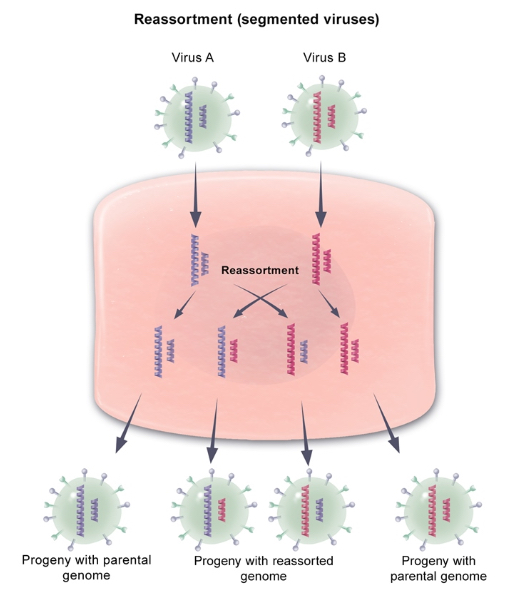 Reassortment (segmented viruses)
Virus A
Virus B
Reassortment
Progeny with parental
genome
Progeny with reassorted
genome
Progeny with
parental genome